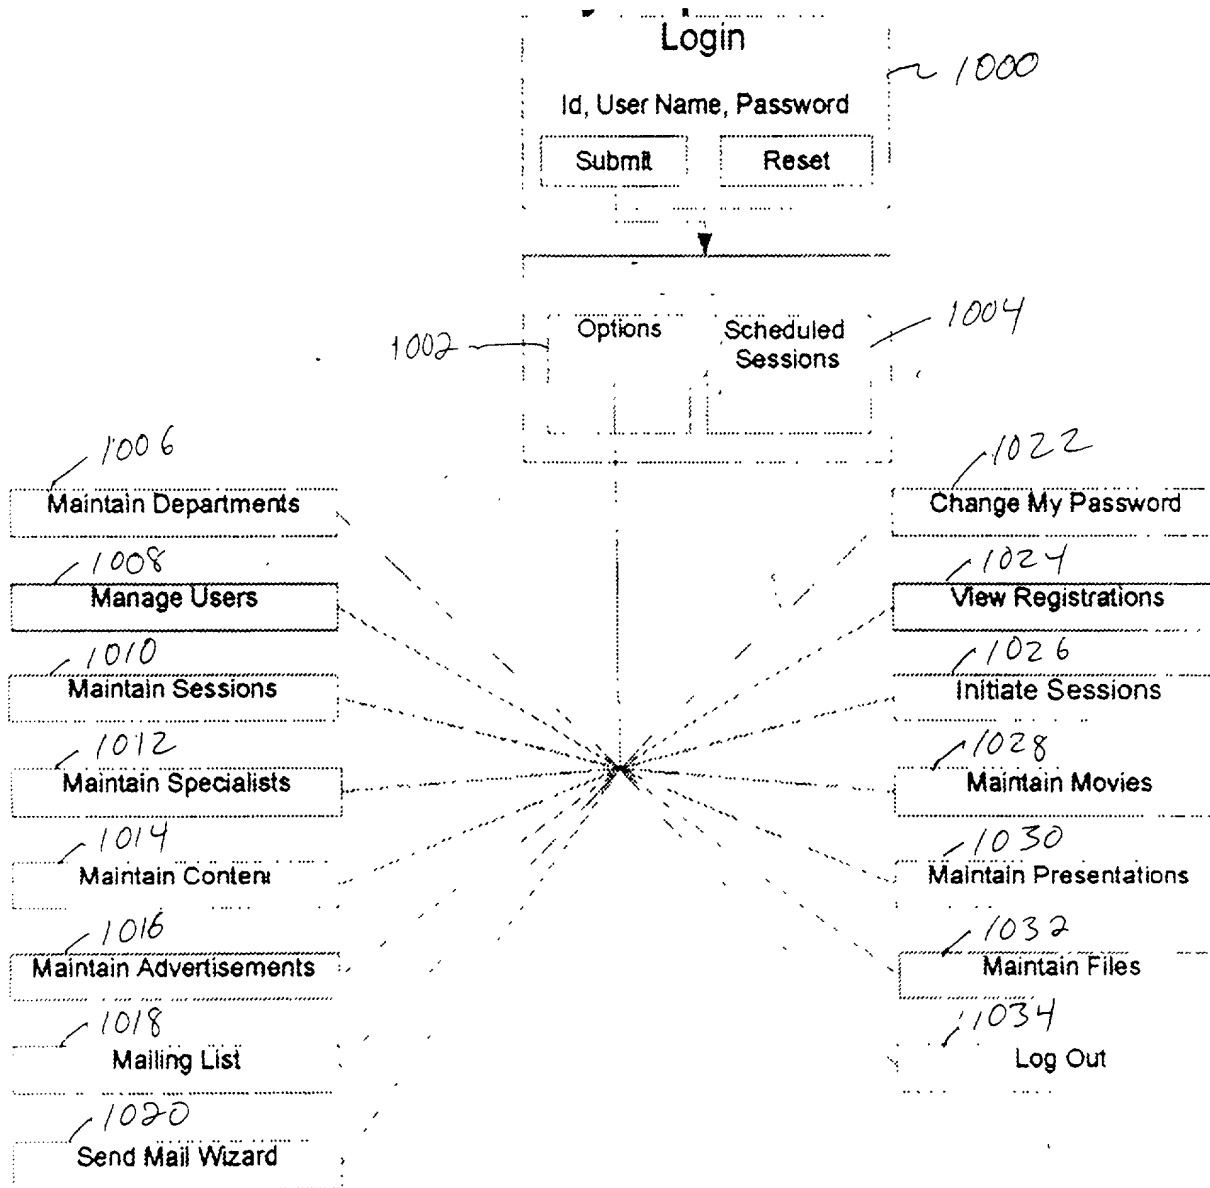 Login
1000
Id, User Name, Password
Submit
Reset
1002
Options
Scheduled
Sessions
1004
1006
Maintain Departments
1008
Manage Users
1010
Maintain Sessions
1012
Maintain Specialists
1014
Maintain Content
1016
Maintain Advertisements
1018
Mailing List
1020
Send Mail Wizard
1022
Change My Password
1024
View Registrations
1026
Initiate Sessions
1028
Maintain Movies
1030
Maintain Presentations
1032
Maintain Files
1034
Log Out